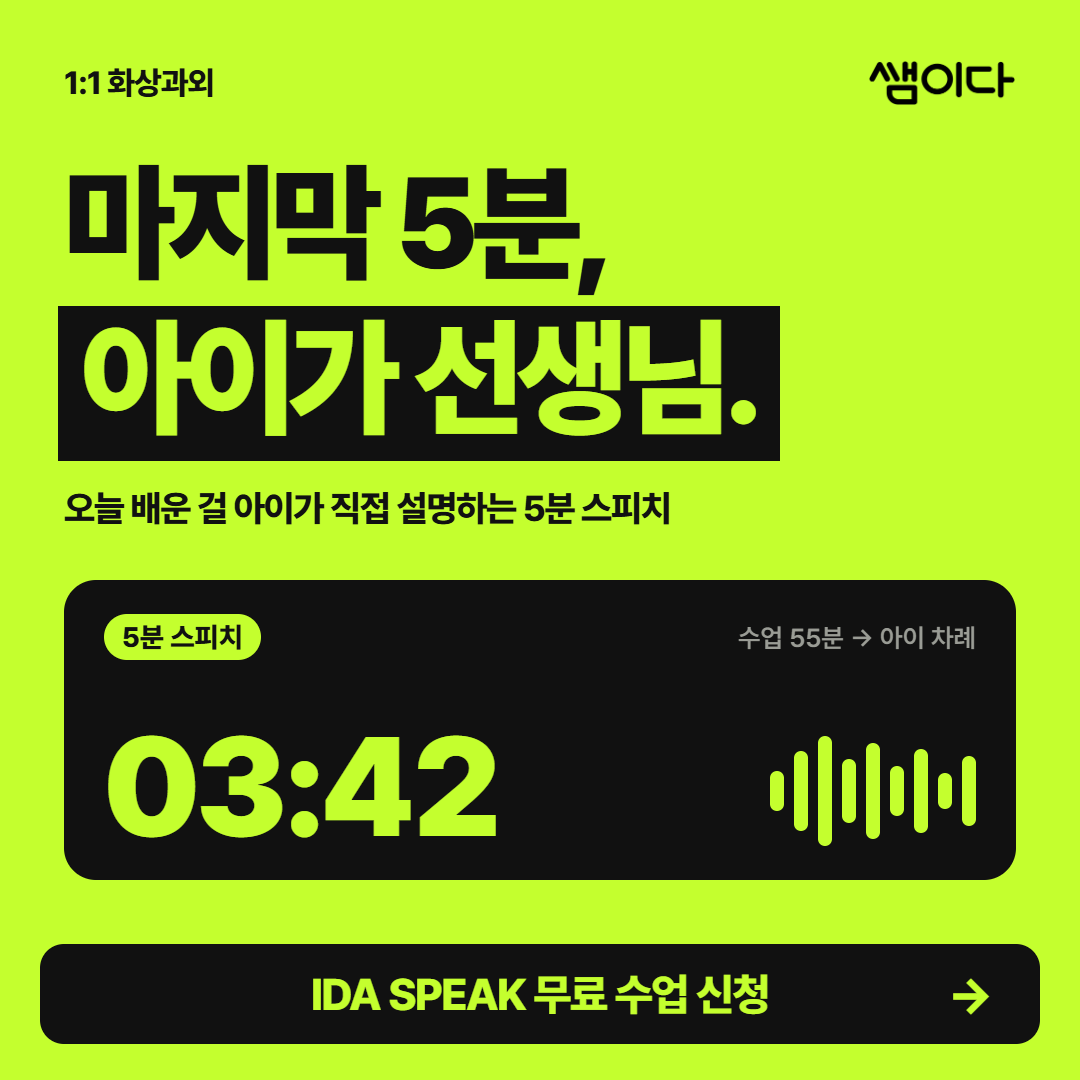 1:1 화상과외
쌤이다
마지막 5분,
아이가 선생님.
오늘 배운 걸 아이가 직접 설명하는 5분 스피치
5분 스피치
수업 55분 → 아이 차례
03:42
IDA SPEAK 무료 수업 신청 →